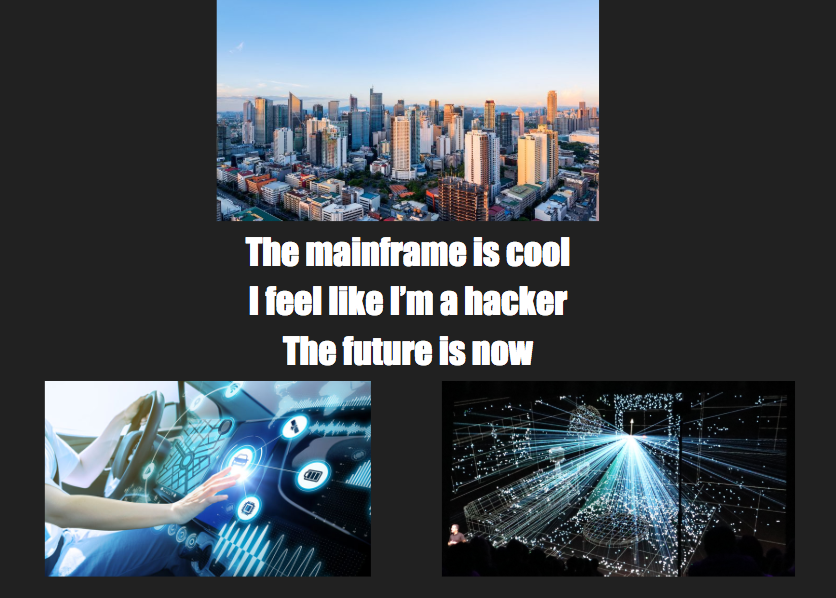 The mainframe is cool
I feel like I’m a hacker
The future is now